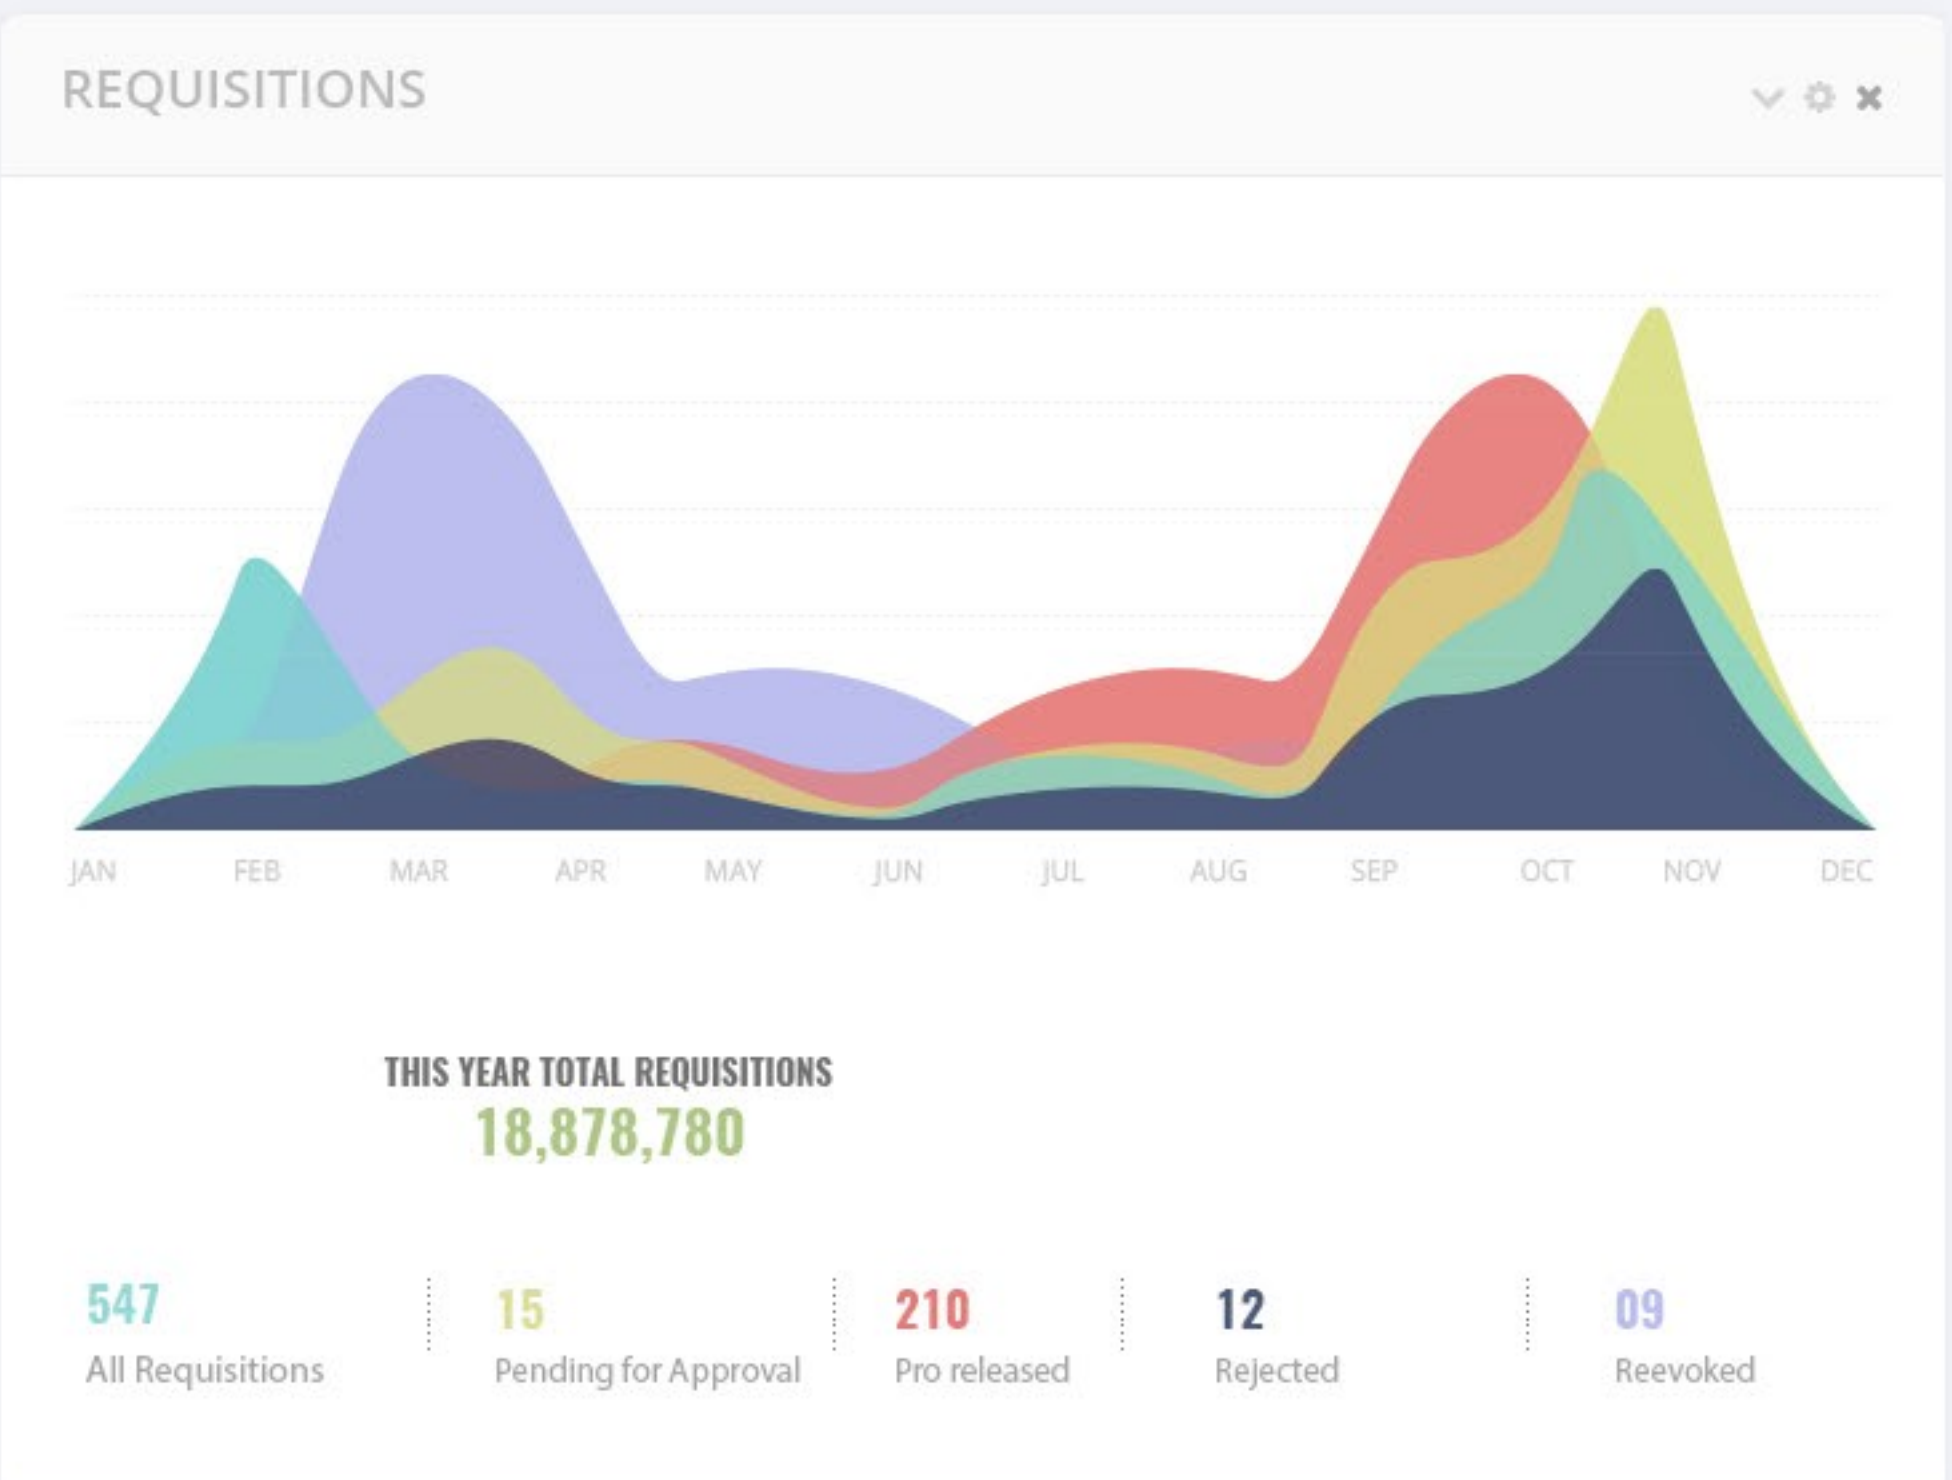 REQUISITIONS
JAN FEB MAR APR MAY JUN JUL AUG SEP OCT NOV DEC
THIS YEAR TOTAL REQUISITIONS
18,878,780
547 15 210 12 09
All Requisitions Pending for Approval Pro released Rejected Reevoked